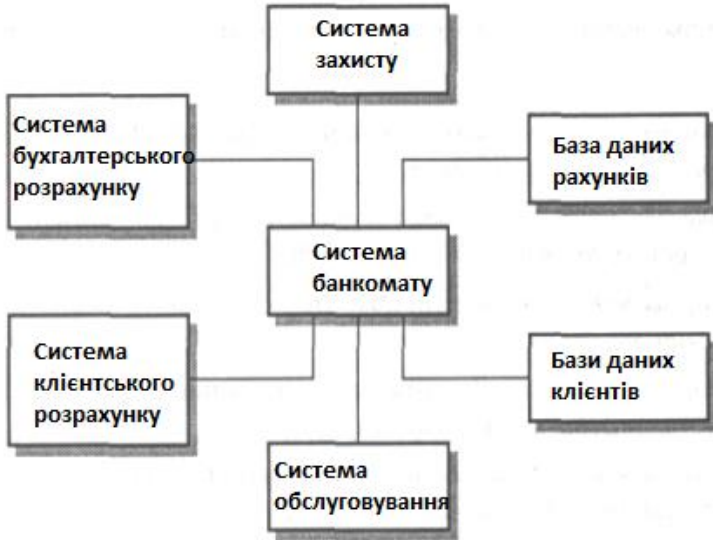 Система
захисту
Система
бухгалтерського
розрахунку
База даних
рахунків
Система
банкомату
Система
клієнтського
розрахунку
Бази даних
клієнтів
Система
обслуговування